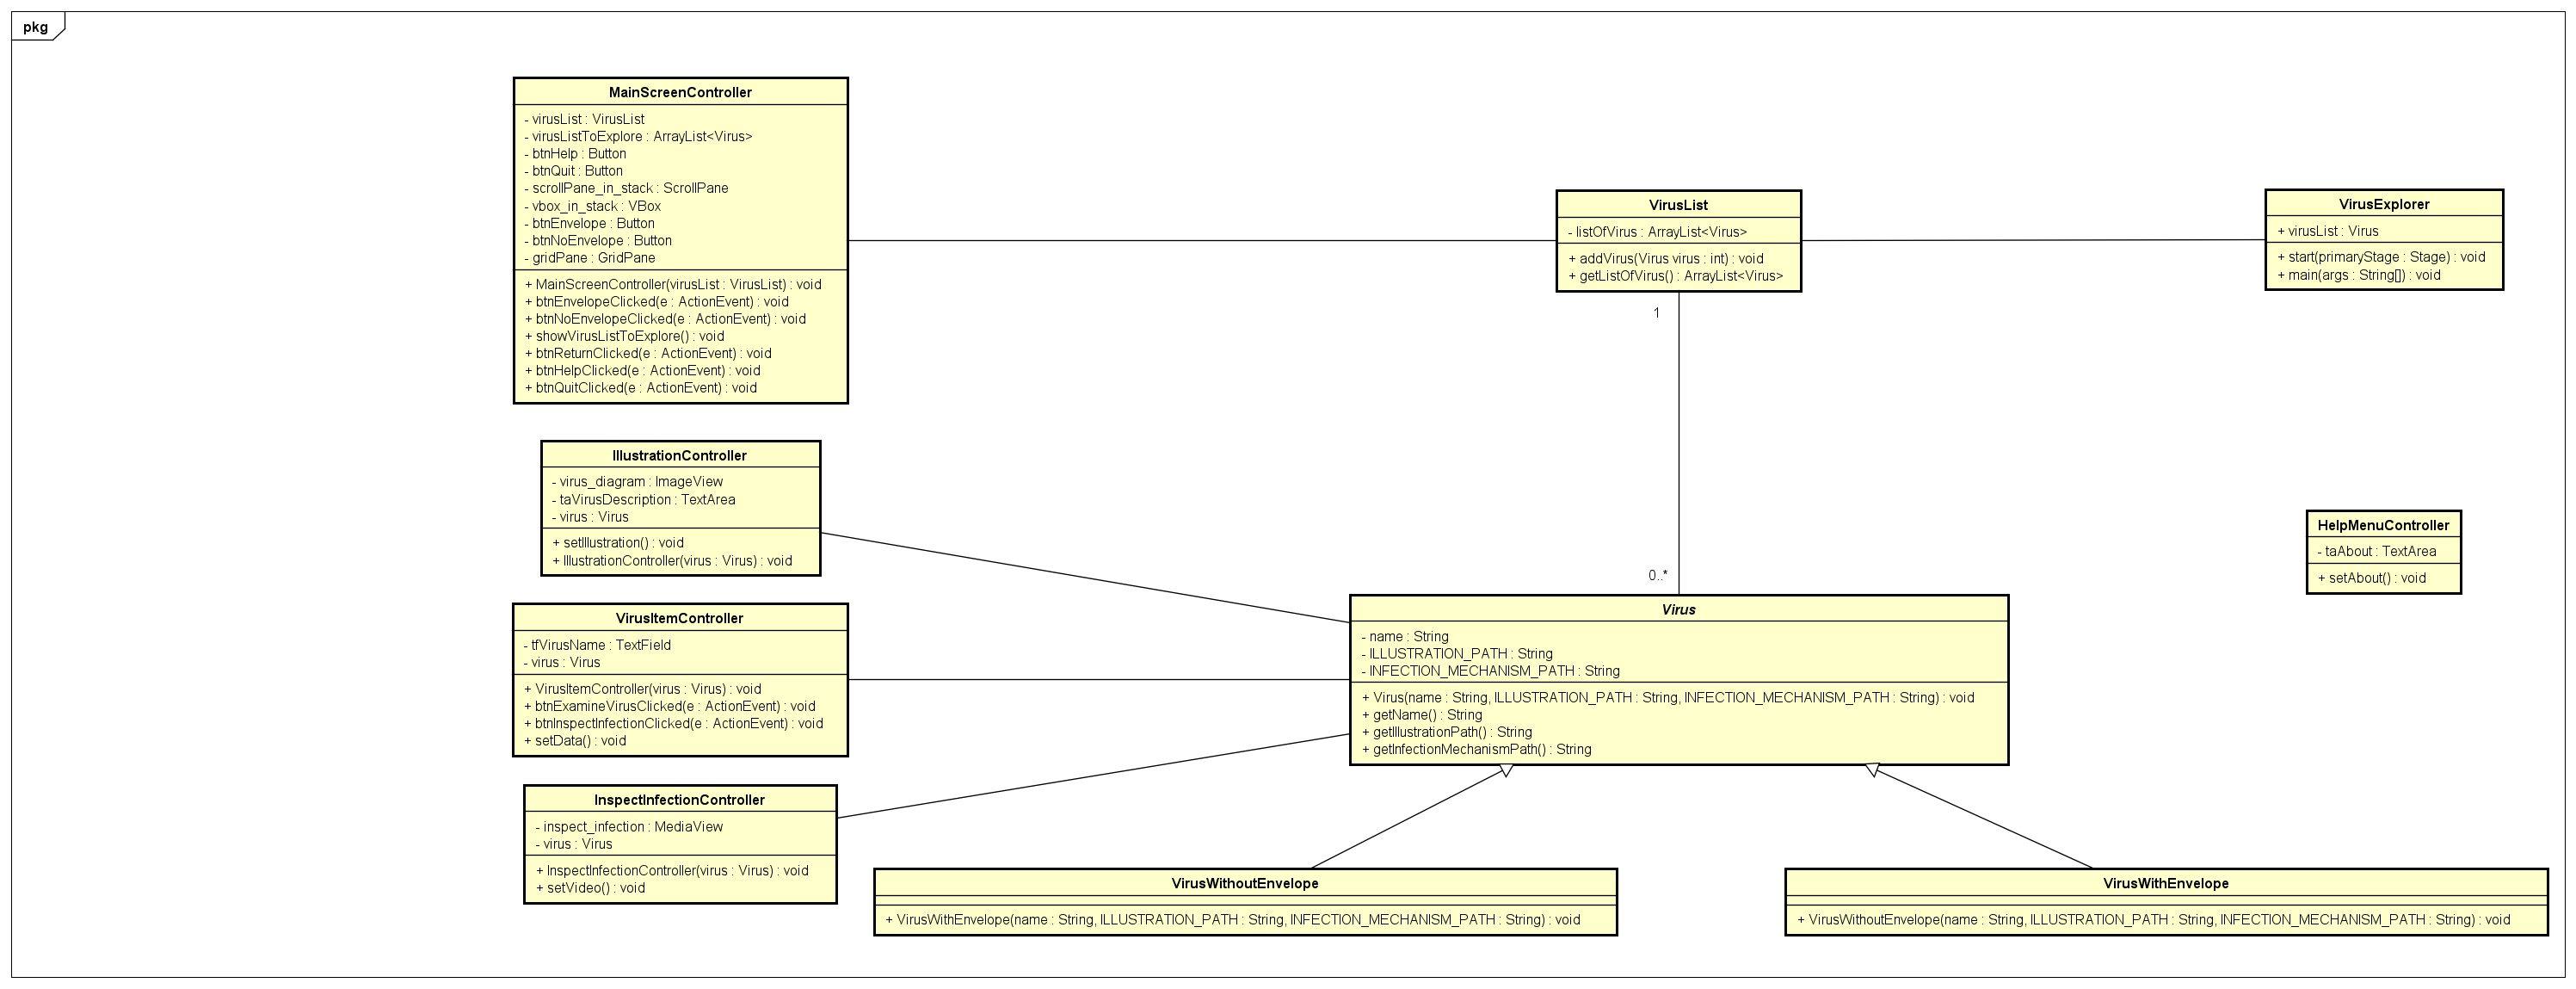 pkg
MainScreenController
- virusList : VirusList
- virusListToExplore : ArrayList<Virus>
- btnHelp : Button
- btnQuit : Button
- scrollPane_in_stack : ScrollPane
- vbox_in_stack : VBox
- btnEnvelope : Button
- btnNoEnvelope : Button
- gridPane : GridPane
+ MainScreenController(virusList : VirusList) : void
+ btnEnvelopeClicked(e : ActionEvent) : void
+ btnNoEnvelopeClicked(e : ActionEvent) : void
+ showVirusListToExplore() : void
+ btnReturnClicked(e : ActionEvent) : void
+ btnHelpClicked(e : ActionEvent) : void
+ btnQuitClicked(e : ActionEvent) : void
VirusList
- listOfVirus : ArrayList<Virus>
+ addVirus(Virus virus : int) : void
+ getListOfVirus() : ArrayList<Virus>
1
0..*
VirusExplorer
+ virusList : Virus
+ start(primaryStage : Stage) : void
+ main(args : String[]) : void
IllustrationController
- virus_diagram : ImageView
- taVirusDescription : TextArea
- virus : Virus
+ setIllustration() : void
+ IllustrationController(virus : Virus) : void
HelpMenuController
- taAbout : TextArea
+ setAbout() : void
VirusItemController
- tfVirusName : TextField
- virus : Virus
+ VirusItemController(virus : Virus) : void
+ btnExamineVirusClicked(e : ActionEvent) : void
+ btnInspectInfectionClicked(e : ActionEvent) : void
+ setData() : void
Virus
- name : String
- ILLUSTRATION_PATH : String
- INFECTION_MECHANISM_PATH : String
+ Virus(name : String, ILLUSTRATION_PATH : String, INFECTION_MECHANISM_PATH : String) : void
+ getName() : String
+ getIllustrationPath() : String
+ getInfectionMechanismPath() : String
InspectInfectionController
- inspect_infection : MediaView
- virus : Virus
+ InspectInfectionController(virus : Virus) : void
+ setVideo() : void
VirusWithoutEnvelope
+ VirusWithEnvelope(name : String, ILLUSTRATION_PATH : String, INFECTION_MECHANISM_PATH : String) : void
VirusWithEnvelope
+ VirusWithoutEnvelope(name : String, ILLUSTRATION_PATH : String, INFECTION_MECHANISM_PATH : String) : void